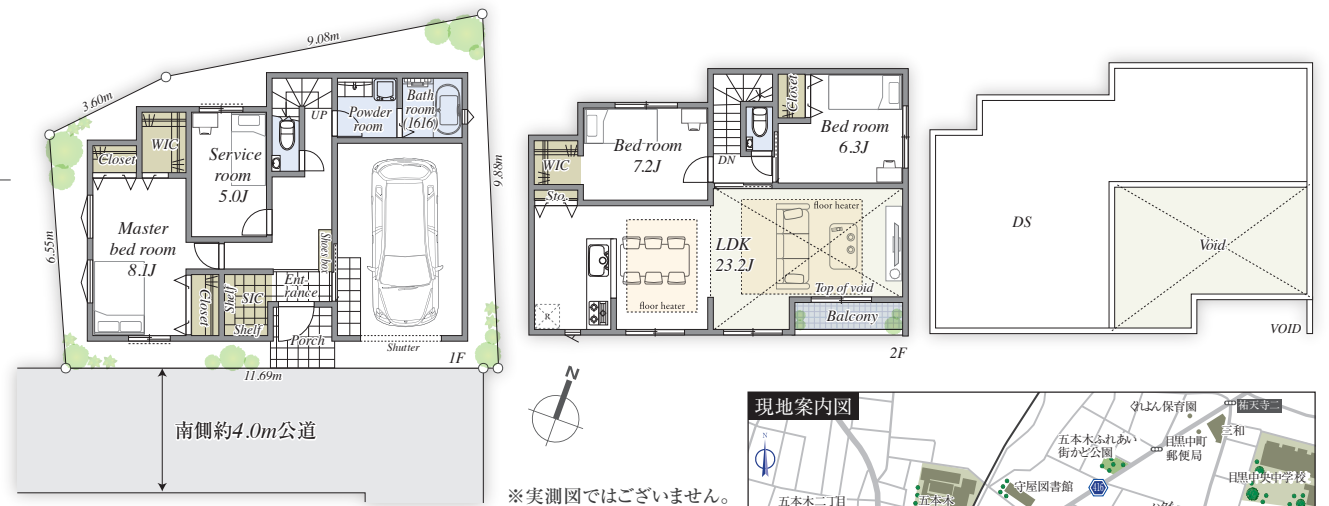 9.08m
3.60m
6.55m
9.88m
11.69m
UP
Powder
room
Bath
room
(1616)
WIC
Closet
Service
room
5.0J
Master
bed room
8.1J
Closet
Shelf
SIC
Shelf
Shoe's box
Ent-
rance
Porch
Shutter
1F
南側約4.0m公道
Closet
Bed room
6.3J
Bed room
7.2J
DN
WIC
Sto.
LDK
23.2J
floor heater
floor heater
Top of void
Balcony
R
2F
DS
Void
VOID
N
※実測図ではございません。
現地案内図
N
ぐれよん保育園
祐天寺二
三和
五本木ふれあい
街かど公園
目黒中町
郵便局
目黒中央中学校
守屋図書館
五本木二丁目
五本木